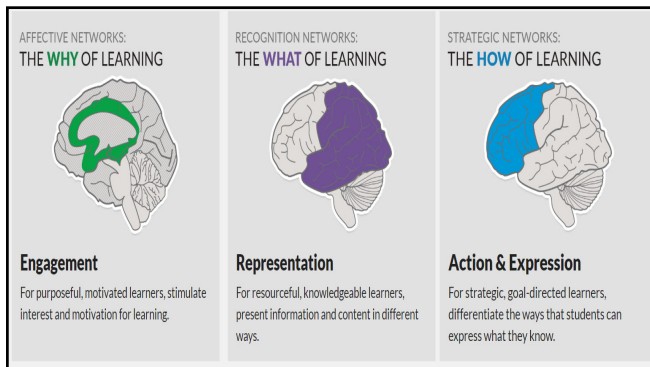 AFFECTIVE NETWORKS:
THE WHY OF LEARNING
Engagement
For purposeful, motivated learners, stimulate
interest and motivation for learning.
RECOGNITION NETWORKS:
THE WHAT OF LEARNING
Representation
For resourceful, knowledgeable learners,
present information and content in different
ways.
STRATEGIC NETWORKS:
THE HOW OF LEARNING
Action & Expression
For strategic, goal-directed learners,
differentiate the ways that students can
express what they know.